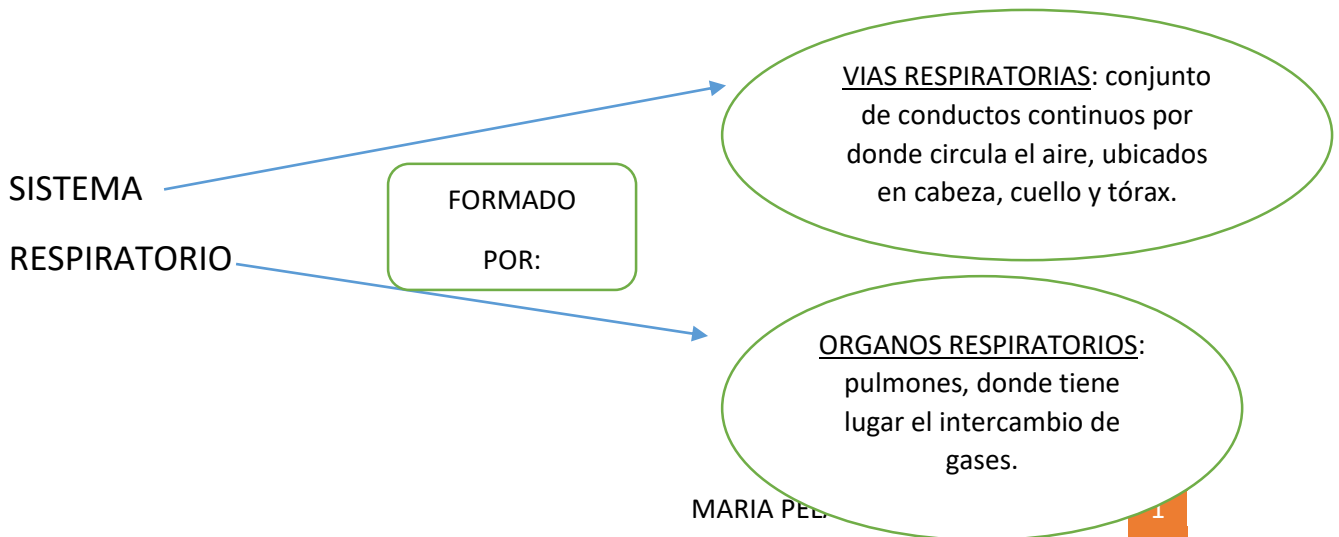 SISTEMA
RESPIRATORIO
FORMADO
POR:
VIAS RESPIRATORIAS: conjunto
de conductos continuos por
donde circula el aire, ubicados
en cabeza, cuello y tórax.
ORGANOS RESPIRATORIOS:
pulmones, donde tiene
lugar el intercambio de
gases.
MARIA
1